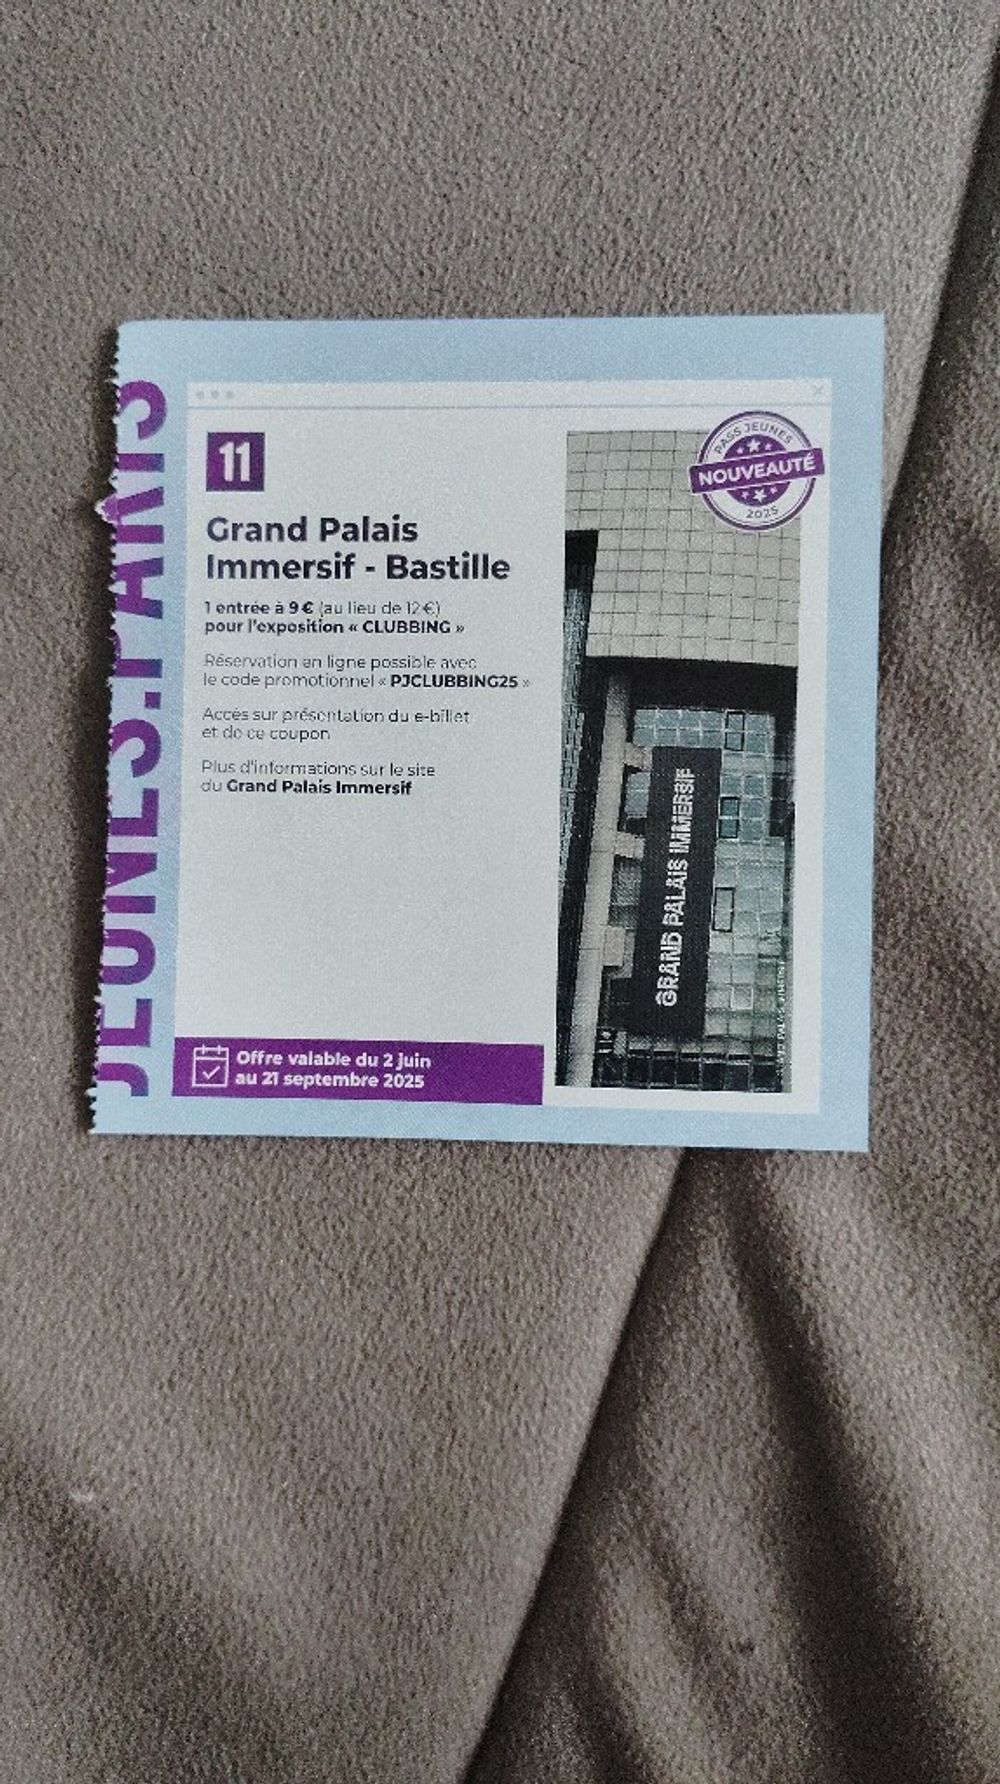 JEUNES.PARIS
11
Grand Palais
Immersif - Bastille
1 entrée à 9€ (au lieu de 12€)
pour l'exposition « CLUBBING »
Réservation en ligne possible avec
le code promotionnel « PJCLUBBING25 »
Accès sur présentation du e-billet
et de ce coupon
Plus d'informations sur le site
du Grand Palais Immersif
Offre valable du 2 juin
au 21 septembre 2025
PASS JEUNES
NOUVEAUTÉ
2025
GRAND PALAIS IMMERSIF